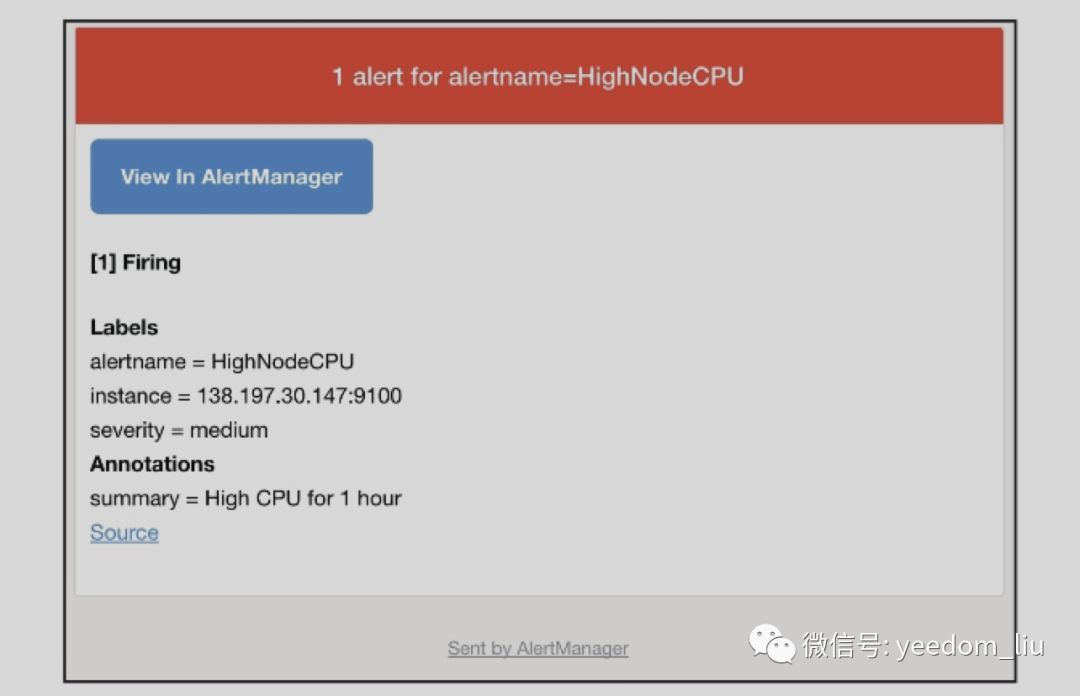 1 alert for alertname=HighNodeCPU
View In AlertManager
[1] Firing
Labels
alertname = HighNodeCPU
instance = 138.197.30.147:9100
severity = medium
Annotations
summary = High CPU for 1 hour
Source
Sent by AlertManager
微信号: yeedom_liu